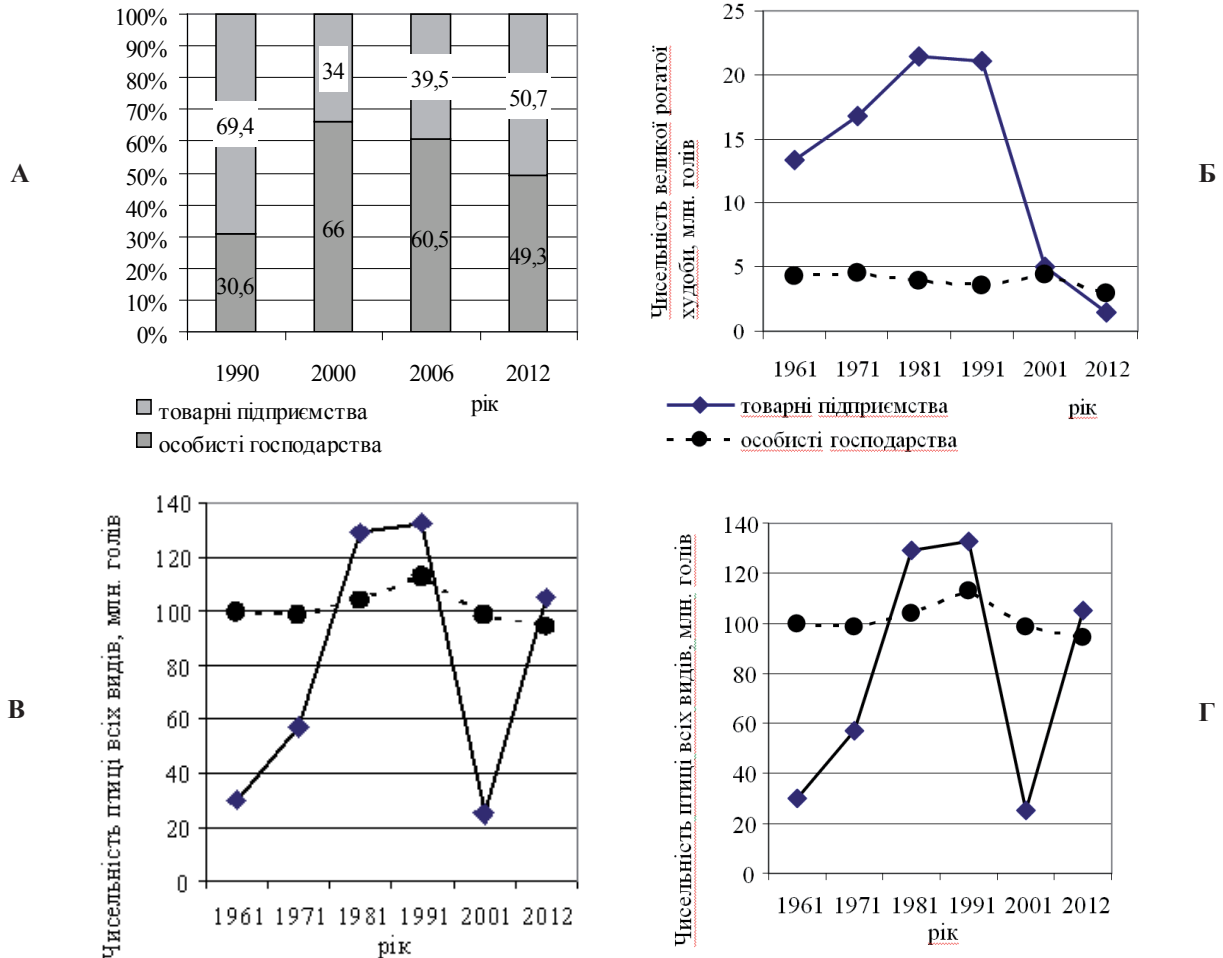 А
100%
90%
80%
70%
60%
50%
40%
30%
20%
10%
0%
69,4
34
39,5
50,7
30,6
66
60,5
49,3
1990 2000 2006 2012
рік
товарні підприємства
особисті господарства
Б
Чисельність великої рогатої
худоби, млн. голів
25
20
15
10
5
0
1961 1971 1981 1991 2001 2012
рік
товарні підприємства
особисті господарства
В
Чисельність птиці всіх видів, млн. голів
140
120
100
80
60
40
20
0
1961 1971 1981 1991 2001 2012
рік
Г
Чисельність птиці всіх видів, млн. голів
140
120
100
80
60
40
20
0
1961 1971 1981 1991 2001 2012
рік